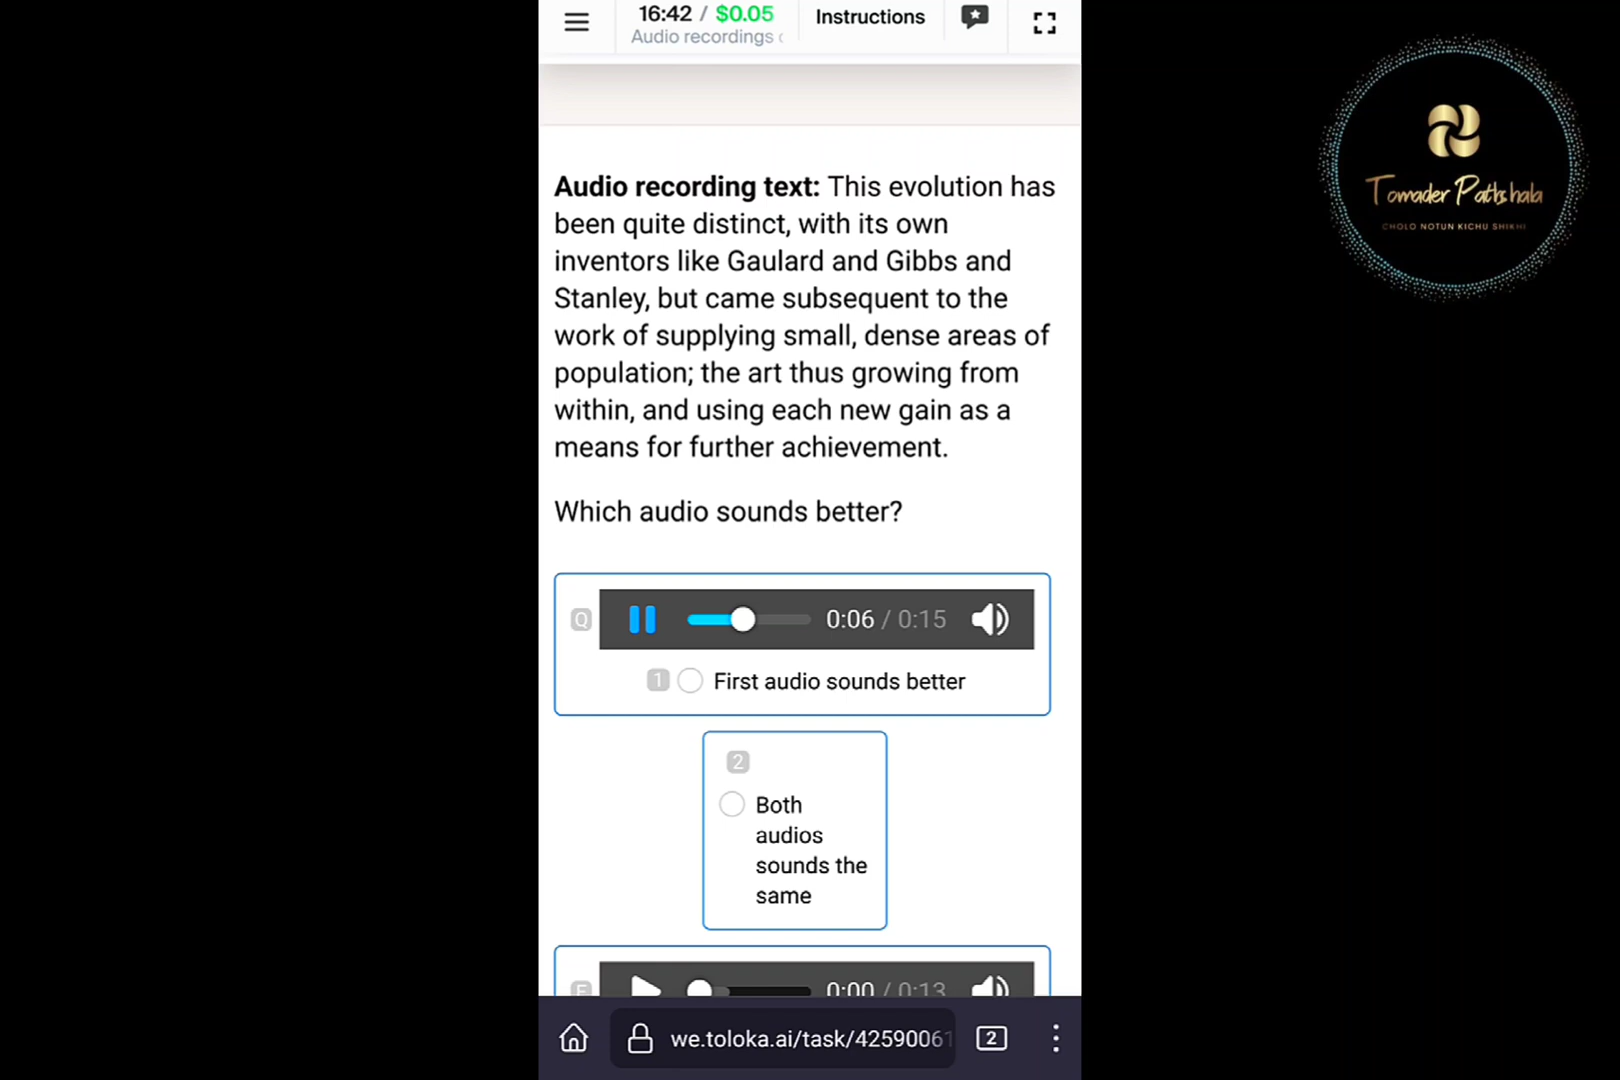 16:42 / $0.05
Audio recordings
Instructions
Audio recording text: This evolution has
been quite distinct, with its own
inventors like Gaulard and Gibbs and
Stanley, but came subsequent to the
work of supplying small, dense areas of
population; the art thus growing from
within, and using each new gain as a
means for further achievement.
Which audio sounds better?
Q
0:06 / 0:15
1 First audio sounds better
2
Both
audios
sounds the
same
0:00 / 0:13
we.toloka.ai/task/4259006
2
Tomader Pathshala
CHOLO NOTUN KICHU SHIKHI